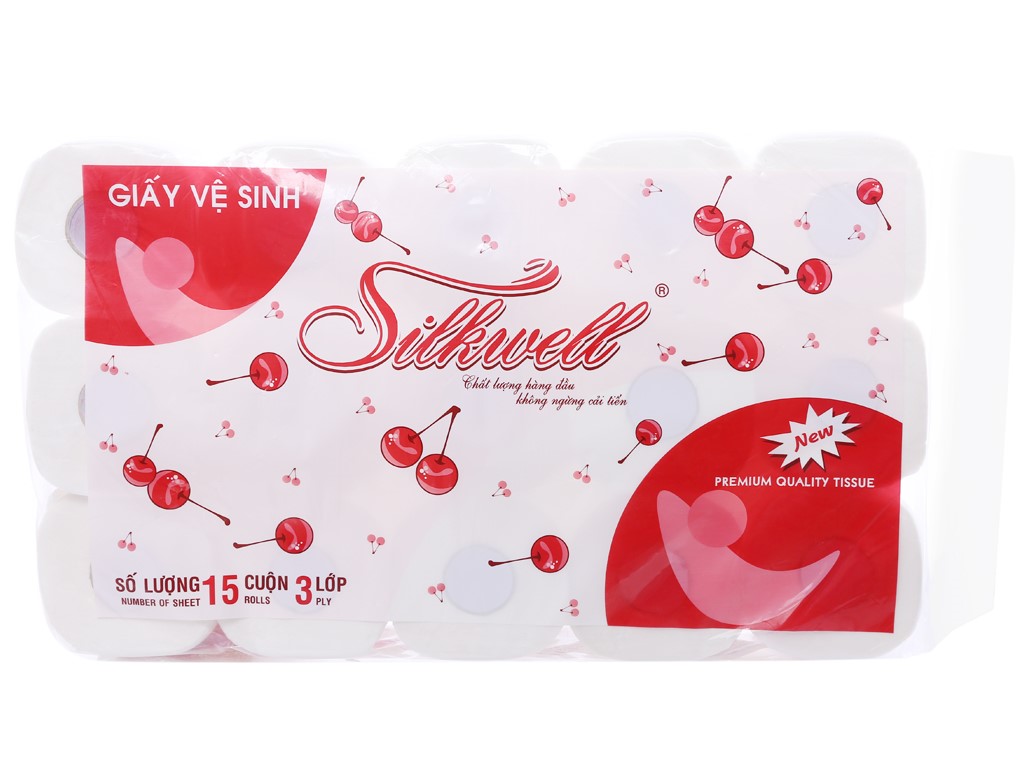 GIẤY VỆ SINH
Silkwell ®
Chất lượng hàng đầu
không ngừng cải tiến
New
PREMIUM QUALITY TISSUE
SỐ LƯỢNG 15 CUỘN 3 LỚP
NUMBER OF SHEET ROLLS PLY